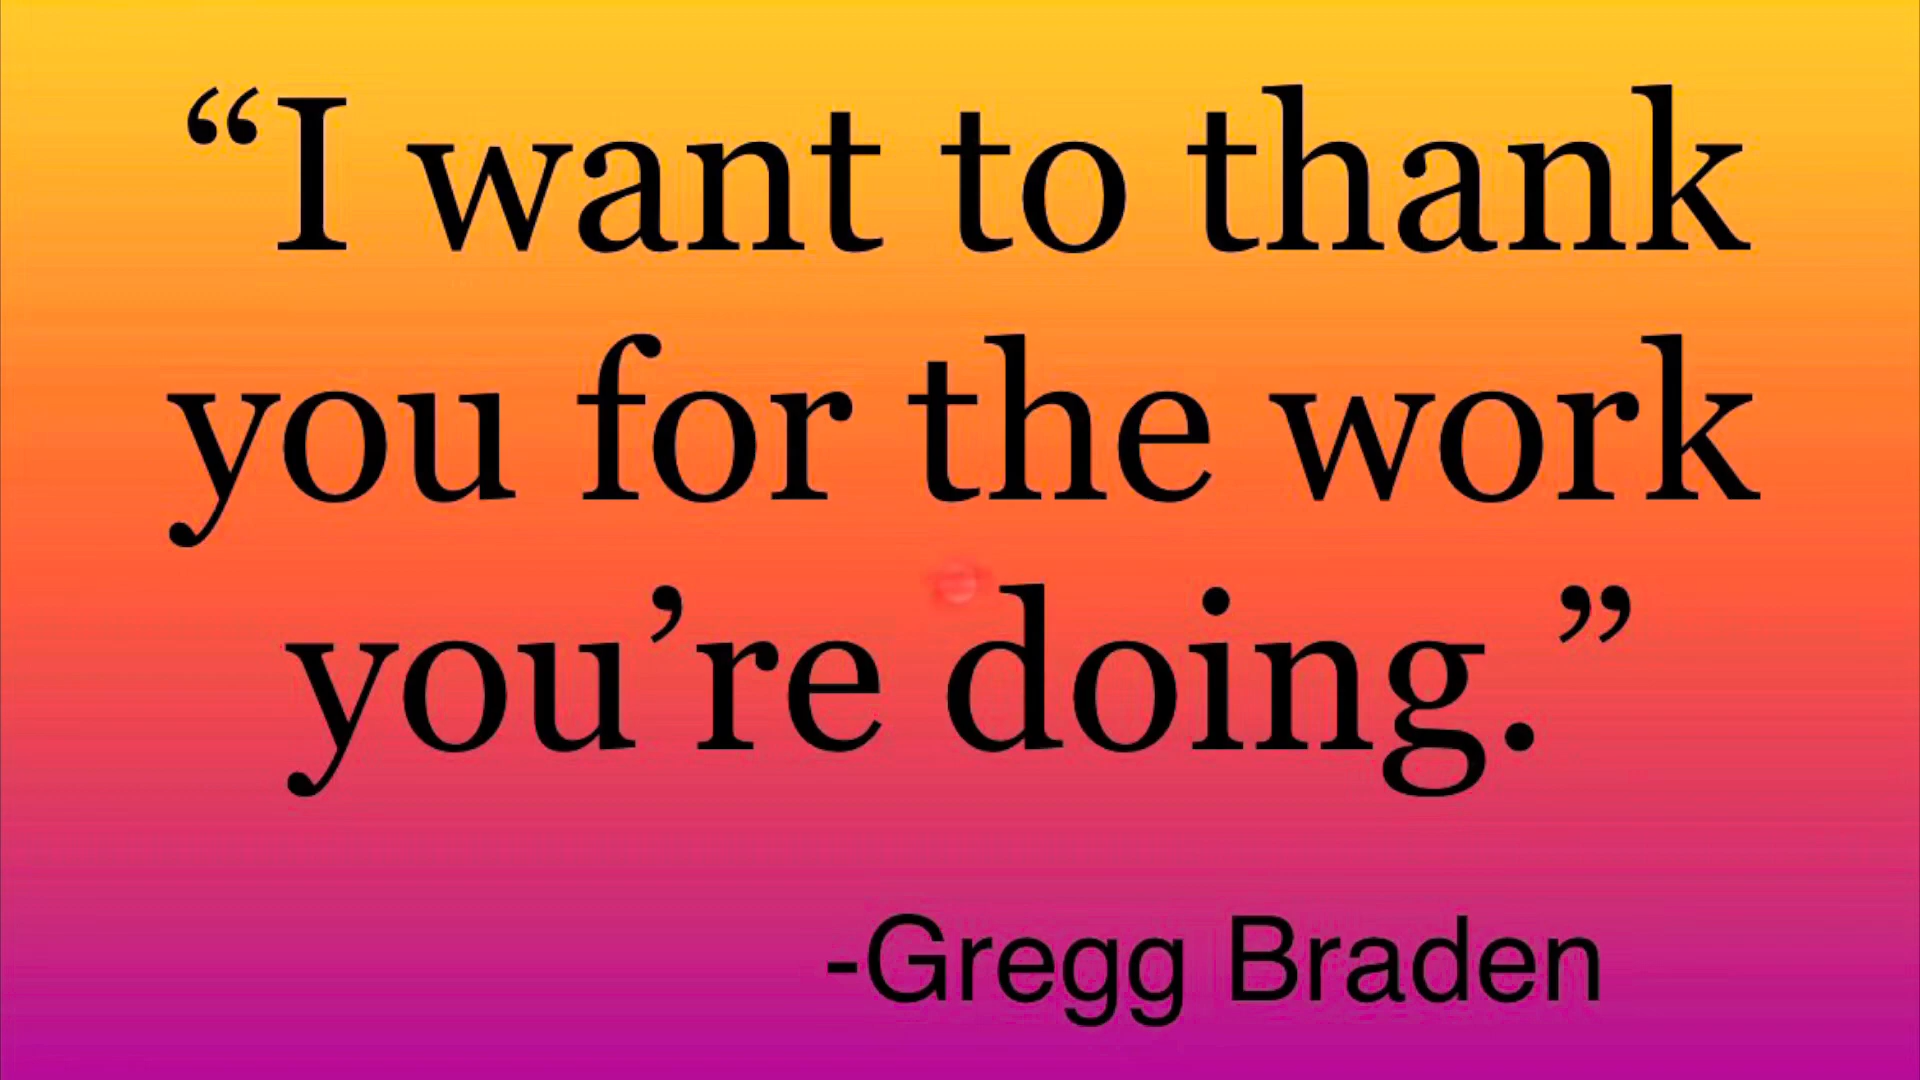 “I want to thank
you for the work
you’re doing.”
-Gregg Braden